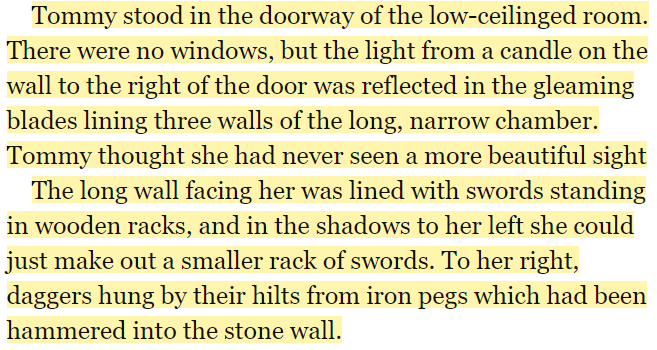 Tommy stood in the doorway of the low-ceilinged room.
There were no windows, but the light from a candle on the
wall to the right of the door was reflected in the gleaming
blades lining three walls of the long, narrow chamber.
Tommy thought she had never seen a more beautiful sight
The long wall facing her was lined with swords standing
in wooden racks, and in the shadows to her left she could
just make out a smaller rack of swords. To her right,
daggers hung by their hilts from iron pegs which had been
hammered into the stone wall.